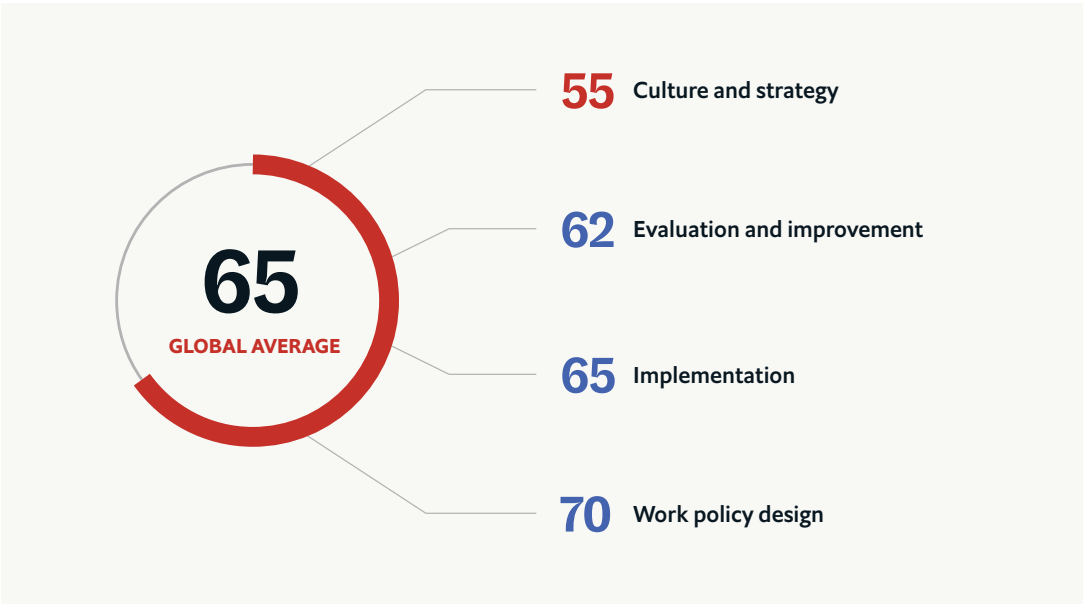 65
GLOBAL AVERAGE
55 Culture and strategy
62 Evaluation and improvement
65 Implementation
70 Work policy design